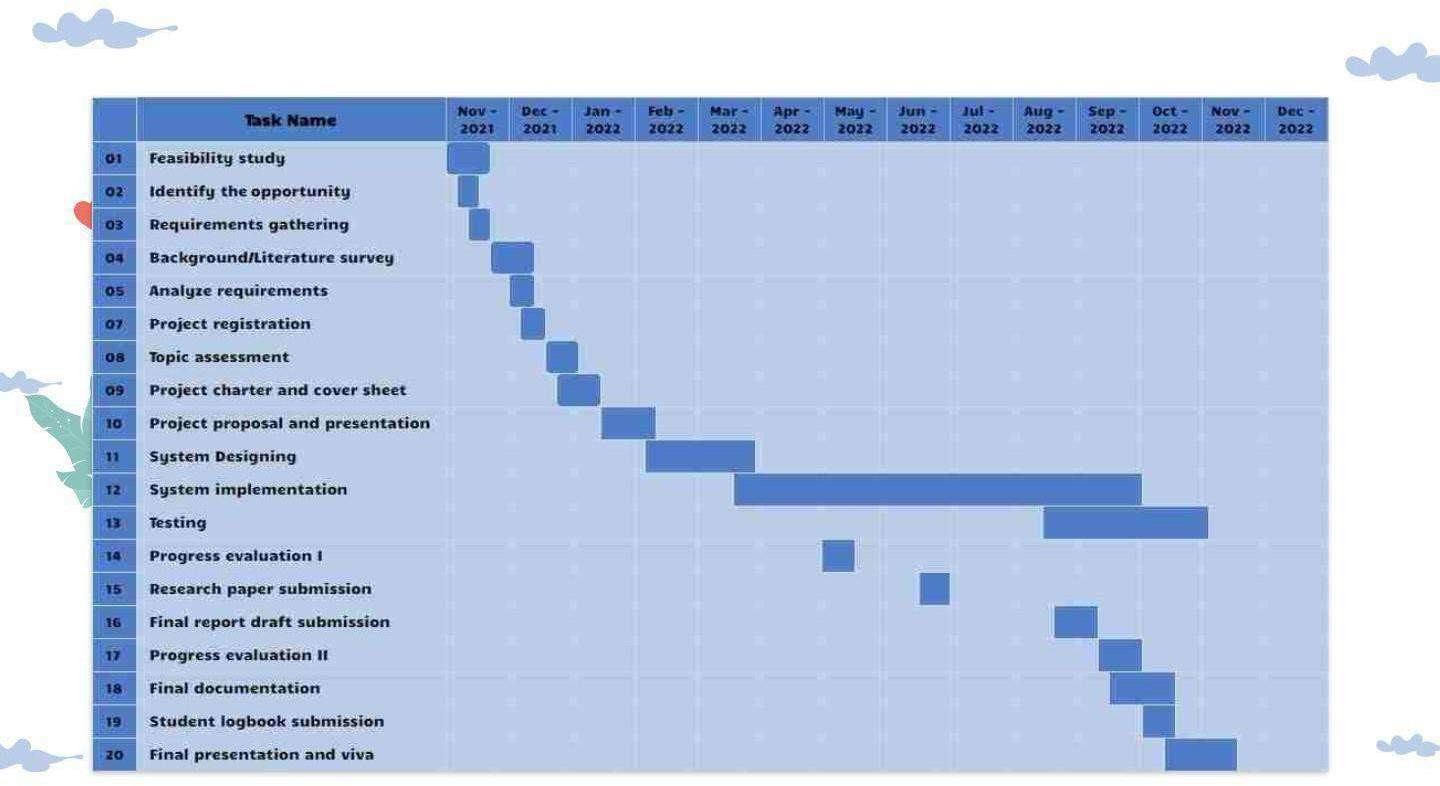 Task Name
Nov - 2021
Dec - 2021
Jan - 2022
Feb - 2022
Mar - 2022
Apr - 2022
May - 2022
Jun - 2022
Jul - 2022
Aug - 2022
Sep - 2022
Oct - 2022
Nov - 2022
Dec - 2022
01 Feasibility study
02 Identify the opportunity
03 Requirements gathering
04 Background/Literature survey
05 Analyze requirements
07 Project registration
08 Topic assessment
09 Project charter and cover sheet
10 Project proposal and presentation
11 System Designing
12 System implementation
13 Testing
14 Progress evaluation I
15 Research paper submission
16 Final report draft submission
17 Progress evaluation II
18 Final documentation
19 Student logbook submission
20 Final presentation and viva